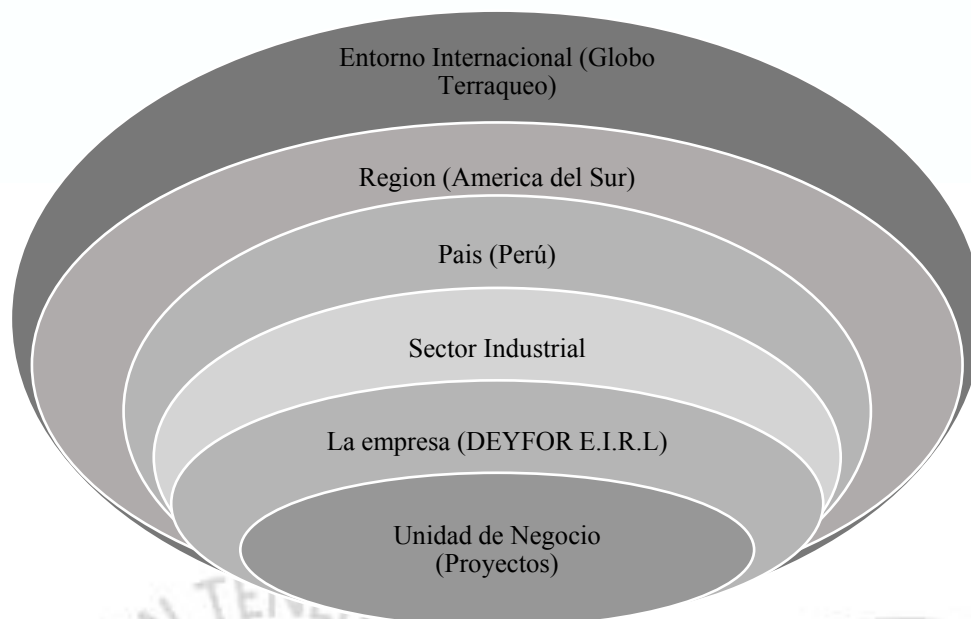 Entorno Internacional (Globo
Terraqueo)
Region (America del Sur)
Pais (Perú)
Sector Industrial
La empresa (DEYFOR E.I.R.L)
Unidad de Negocio
(Proyectos)